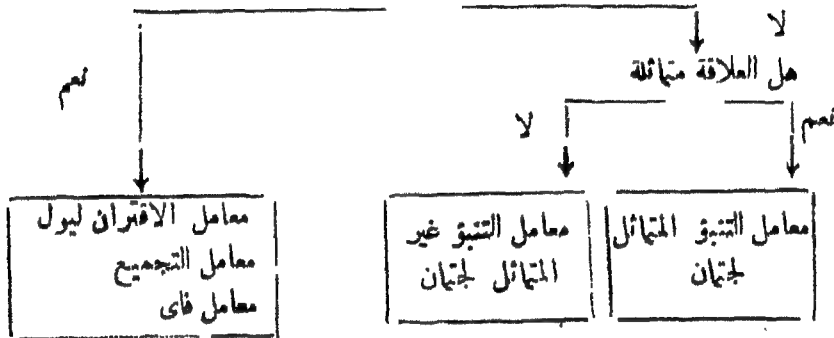 لا
هل العلاقة متماثلة
نعم
لا
نعم
معامل التنبؤ المتماثل
لجتمان
معامل التنبؤ غير
المتماثل لجتمان
معامل الاقتران ليول
معامل التجميع
معامل فاى